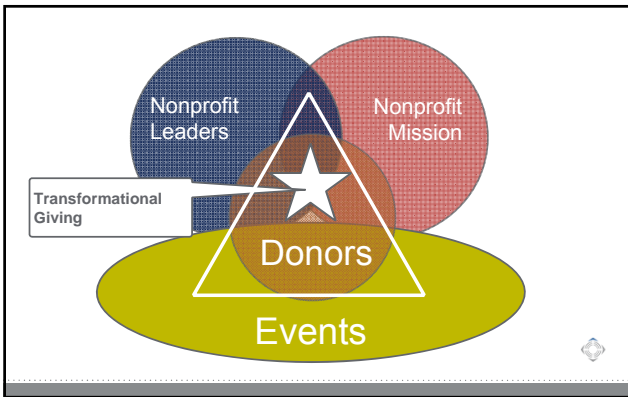 Nonprofit
Leaders
Nonprofit
Mission
Transformational
Giving
Donors
Events